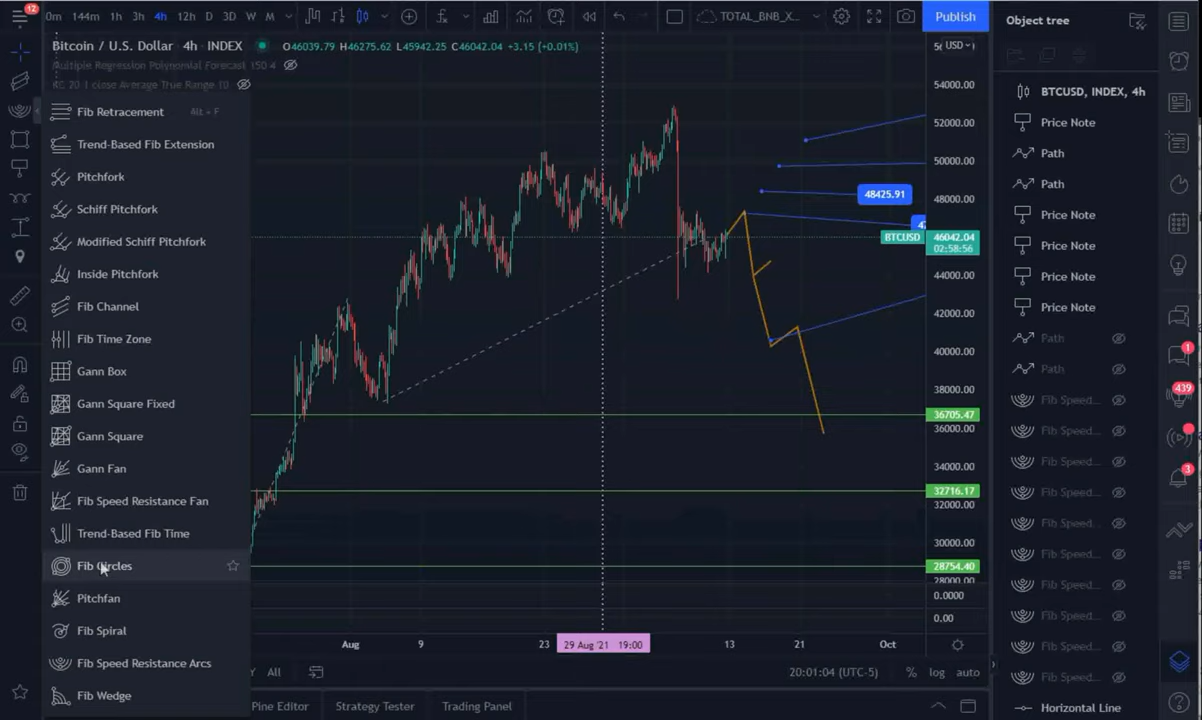 12
0m 144m 1h 3h 4h 12h D 3D W M
TOTAL_BNB_X...
Publish
Object tree
Bitcoin / U.S. Dollar 4h INDEX O46039.79 H46275.62 L45942.25 C46042.04 +3.15 (+0.01%)
Multiple Regression Polynomial Forecast 150 4
KC 20 1 close Average True Range 10
USD
54000.00
52000.00
50000.00
48000.00
44000.00
42000.00
40000.00
38000.00
36000.00
34000.00
32000.00
30000.00
28000.00
0.0000
0.00
48425.91
BTCUSD 46042.04
02:58:56
36705.47
32716.17
28754.40
Fib Retracement Alt + F
Trend-Based Fib Extension
Pitchfork
Schiff Pitchfork
Modified Schiff Pitchfork
Inside Pitchfork
Fib Channel
Fib Time Zone
Gann Box
Gann Square Fixed
Gann Square
Gann Fan
Fib Speed Resistance Fan
Trend-Based Fib Time
Fib Circles
Pitchfan
Fib Spiral
Fib Speed Resistance Arcs
Fib Wedge
Aug 9 23 29 Aug '21 19:00 13 21 Oct
All
20:01:04 (UTC-5) % log auto
Pine Editor Strategy Tester Trading Panel
BTCUSD, INDEX, 4h
Price Note
Path
Path
Price Note
Price Note
Price Note
Price Note
Path
Path
Fib Speed...
Fib Speed...
Fib Speed...
Fib Speed...
Fib Speed...
Fib Speed...
Fib Speed...
Fib Speed...
Fib Speed...
Fib Speed...
Horizontal Line
1
439
3